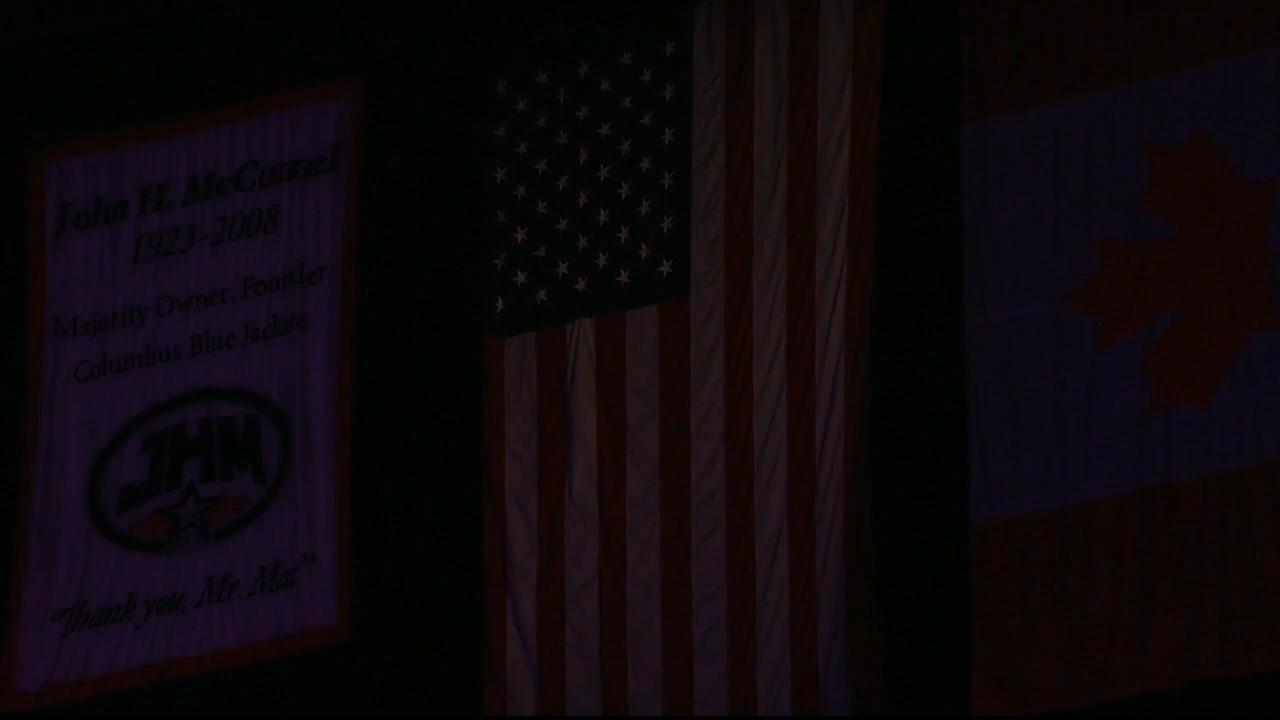 John H. McConnell
1923-2008
Majority Owner, Founder
Columbus Blue Jackets
JHM
"Thank you, Mr. Mac"